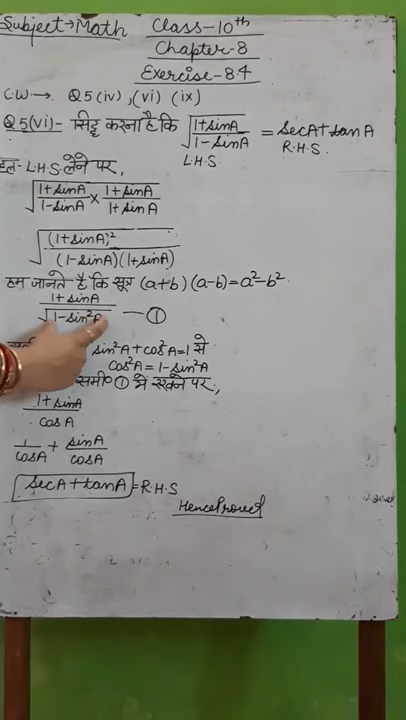 Subject→Math Class-10th
Chapter-8
Exercise-8.4
C.W→. Q5(iv),(vi) (ix)
Q5(vi)- सिद्ध करना है कि √(1+sinA/1-sinA) = SecA+tanA
L.H.S R.H.S.
हल- L.H.S. लेने पर,
√(1+sinA/1-sinA × 1+sinA/1+sinA)
√((1+sinA)²/(1-sinA)(1+sinA))
हम जानते है कि सूत्र (a+b)(a-b)=a²-b²
1+sinA/√(1-sin²A) — ①
sin²A+cos²A=1 से
cos²A = 1-sin²A
समी० ① में रखने पर,
1+sinA/cosA
1/cosA + sinA/cosA
SecA+tanA = R.H.S
Hence Proved